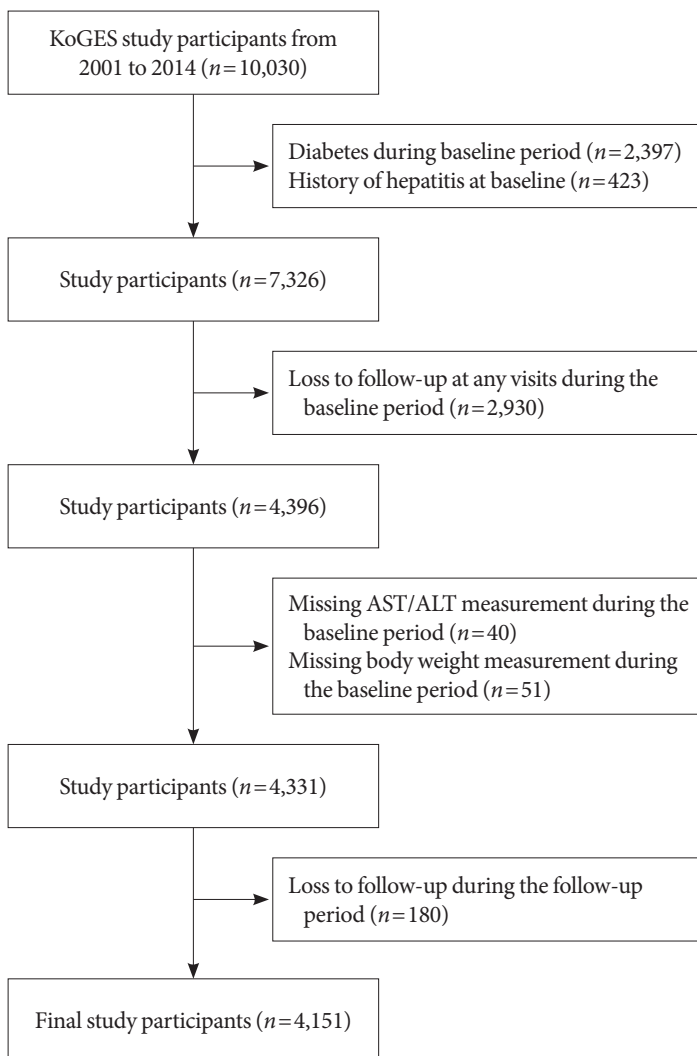 KoGES study participants from
2001 to 2014 (n=10,030)
Diabetes during baseline period (n=2,397)
History of hepatitis at baseline (n=423)
Study participants (n=7,326)
Loss to follow-up at any visits during the
baseline period (n=2,930)
Study participants (n=4,396)
Missing AST/ALT measurement during the
baseline period (n=40)
Missing body weight measurement during
the baseline period (n=51)
Study participants (n=4,331)
Loss to follow-up during the follow-up
period (n=180)
Final study participants (n=4,151)